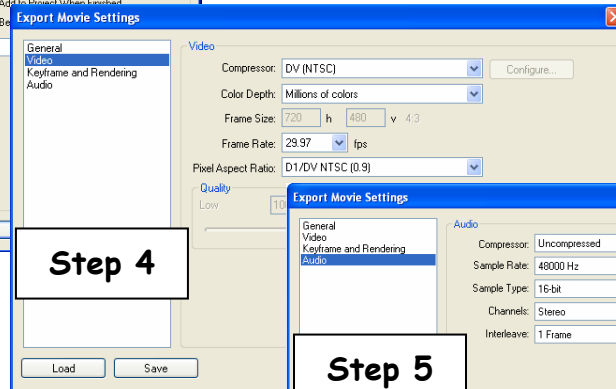 Add to Project When Finished
Export Movie Settings
General
Video
Keyframe and Rendering
Audio
Video
Compressor: DV (NTSC) Configure...
Color Depth: Millions of colors
Frame Size: 720 h 480 v 4:3
Frame Rate: 29.97 fps
Pixel Aspect Ratio: D1/DV NTSC (0.9)
Quality
Low
Step 4
Load Save
Export Movie Settings
General
Video
Keyframe and Rendering
Audio
Audio
Compressor: Uncompressed
Sample Rate: 48000 Hz
Sample Type: 16-bit
Channels: Stereo
Interleave: 1 Frame
Step 5